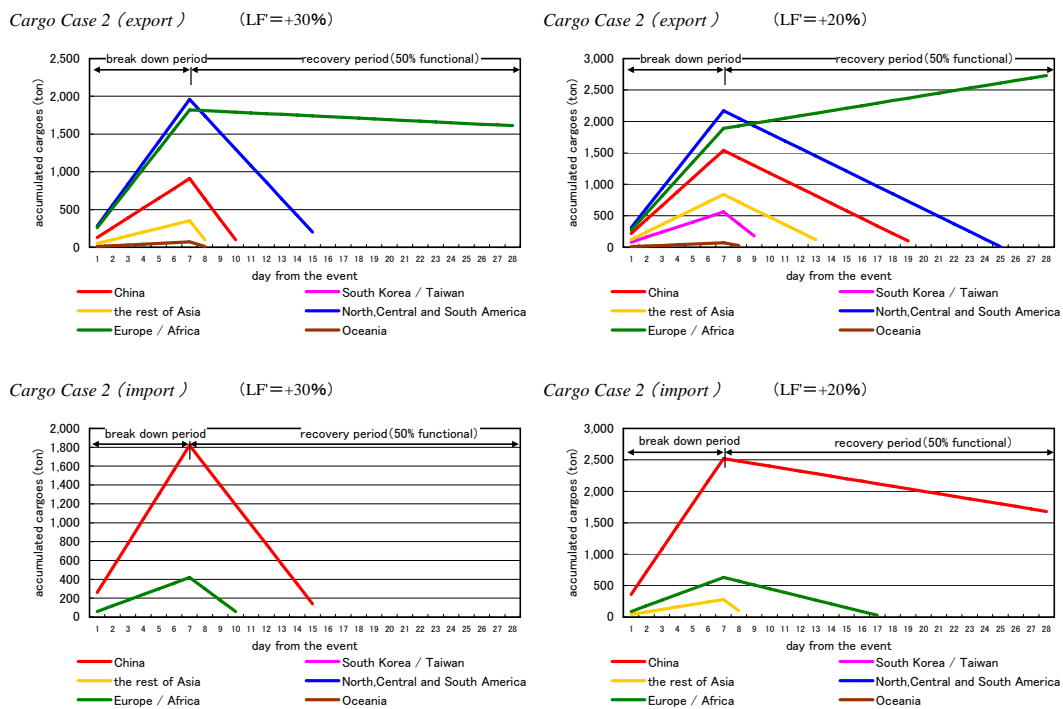 Cargo Case 2 (export) (LF'=+30%)
break down period recovery period(50% functional)
accumulated cargoes (ton)
2,500
2,000
1,500
1,000
500
0
1 2 3 4 5 6 7 8 9 10 11 12 13 14 15 16 17 18 19 20 21 22 23 24 25 26 27 28
day from the event
China South Korea / Taiwan
the rest of Asia North,Central and South America
Europe / Africa Oceania
Cargo Case 2 (export) (LF'=+20%)
break down period recovery period(50% functional)
accumulated cargoes (ton)
3,000
2,500
2,000
1,500
1,000
500
0
1 2 3 4 5 6 7 8 9 10 11 12 13 14 15 16 17 18 19 20 21 22 23 24 25 26 27 28
day from the event
China South Korea / Taiwan
the rest of Asia North,Central and South America
Europe / Africa Oceania
Cargo Case 2 (import) (LF'=+30%)
break down period recovery period(50% functional)
accumulated cargoes (ton)
2,000
1,800
1,600
1,400
1,200
1,000
800
600
400
200
0
1 2 3 4 5 6 7 8 9 10 11 12 13 14 15 16 17 18 19 20 21 22 23 24 25 26 27 28
day from the event
China South Korea / Taiwan
the rest of Asia North,Central and South America
Europe / Africa Oceania
Cargo Case 2 (import) (LF'=+20%)
break down period recovery period(50% functional)
accumulated cargoes (ton)
3,000
2,500
2,000
1,500
1,000
500
0
1 2 3 4 5 6 7 8 9 10 11 12 13 14 15 16 17 18 19 20 21 22 23 24 25 26 27 28
day from the event
China South Korea / Taiwan
the rest of Asia North,Central and South America
Europe / Africa Oceania